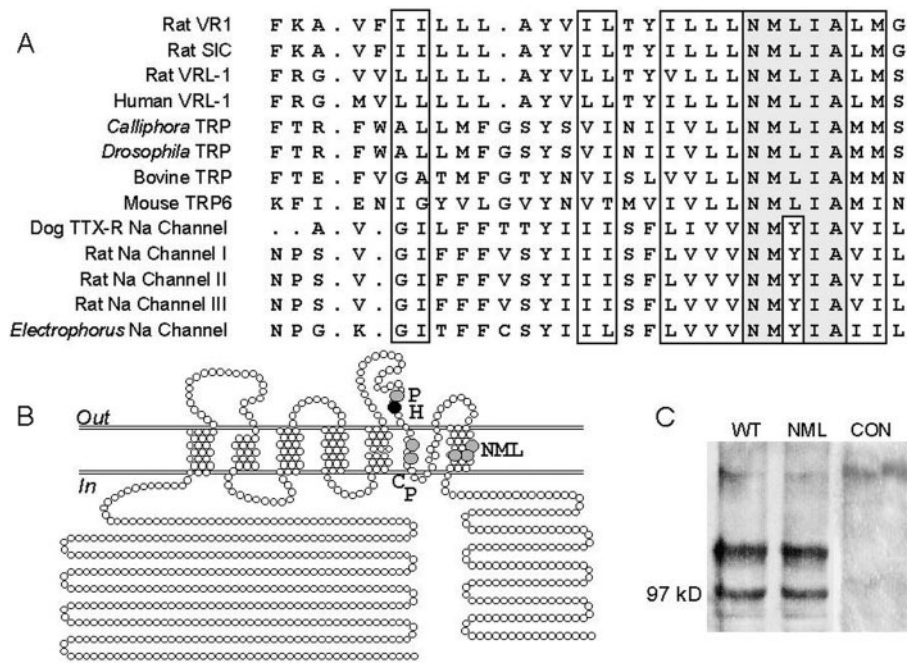 A
Rat VR1 F K A . V F I I L L L . A Y V I L T Y I L L L N M L I A L M G
Rat SIC F K A . V F I I L L L . A Y V I L T Y I L L L N M L I A L M G
Rat VRL-1 F R G . V V L L L L L . A Y V L L T Y V L L L N M L I A L M S
Human VRL-1 F R G . M V L L L L L . A Y V L L T Y I L L L N M L I A L M S
Calliphora TRP F T R . F W A L L M F G S Y S V I N I I V L L N M L I A M M S
Drosophila TRP F T R . F W A L L M F G S Y S V I N I I V L L N M L I A M M S
Bovine TRP F T E . F V G A T M F G T Y N V I S L V V L L N M L I A M M N
Mouse TRP6 K F I . E N I G Y V L G V Y N V T M V I V L L N M L I A M I N
Dog TTX-R Na Channel . . A . V . G I L F F T T Y I I I S F L I V V N M Y I A V I L
Rat Na Channel I N P S . V . G I F F F V S Y I I I S F L V V V N M Y I A V I L
Rat Na Channel II N P S . V . G I F F F V S Y I I I S F L V V V N M Y I A V I L
Rat Na Channel III N P S . V . G I F F F V S Y I I I S F L V V V N M Y I A V I L
Electrophorus Na Channel N P G . K . G I T F F C S Y I I L S F L V V V N M Y I A I I L
B
Out
In
P
H
NML
C
P
C
WT NML CON
97 kD